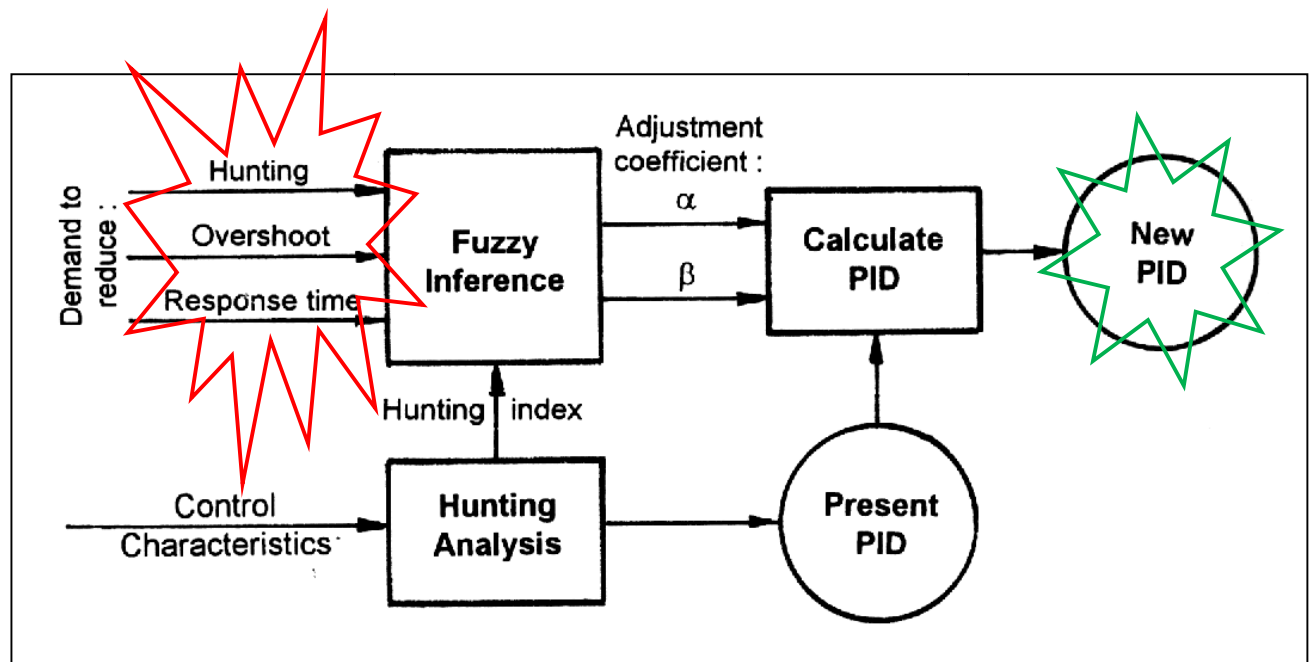 Demand to
reduce :
Hunting
Overshoot
Response time
Fuzzy
Inference
Adjustment
coefficient :
α
β
Calculate
PID
New
PID
Hunting index
Control
Characteristics
Hunting
Analysis
Present
PID